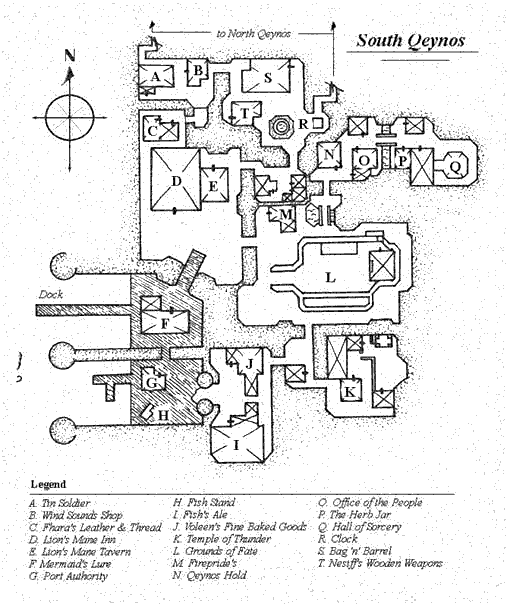 to North Qeynos
South Qeynos
N
A
B
S
T
R
C
N
O
P
Q
D
E
M
L
Dock
F
G
H
J
K
I
Legend
A. Tin Soldier
B. Wind Sounds Shop
C. Fhara's Leather & Thread
D. Lion's Mane Inn
E. Lion's Mane Tavern
F. Mermaid's Lure
G. Port Authority
H. Fish Stand
I. Fish's Ale
J. Voleen's Fine Baked Goods
K. Temple of Thunder
L. Grounds of Fate
M. Firepride's
N. Qeynos Hold
O. Office of the People
P. The Herb Jar
Q. Hall of Sorcery
R. Clock
S. Bag 'n' Barrel
T. Nesiff's Wooden Weapons